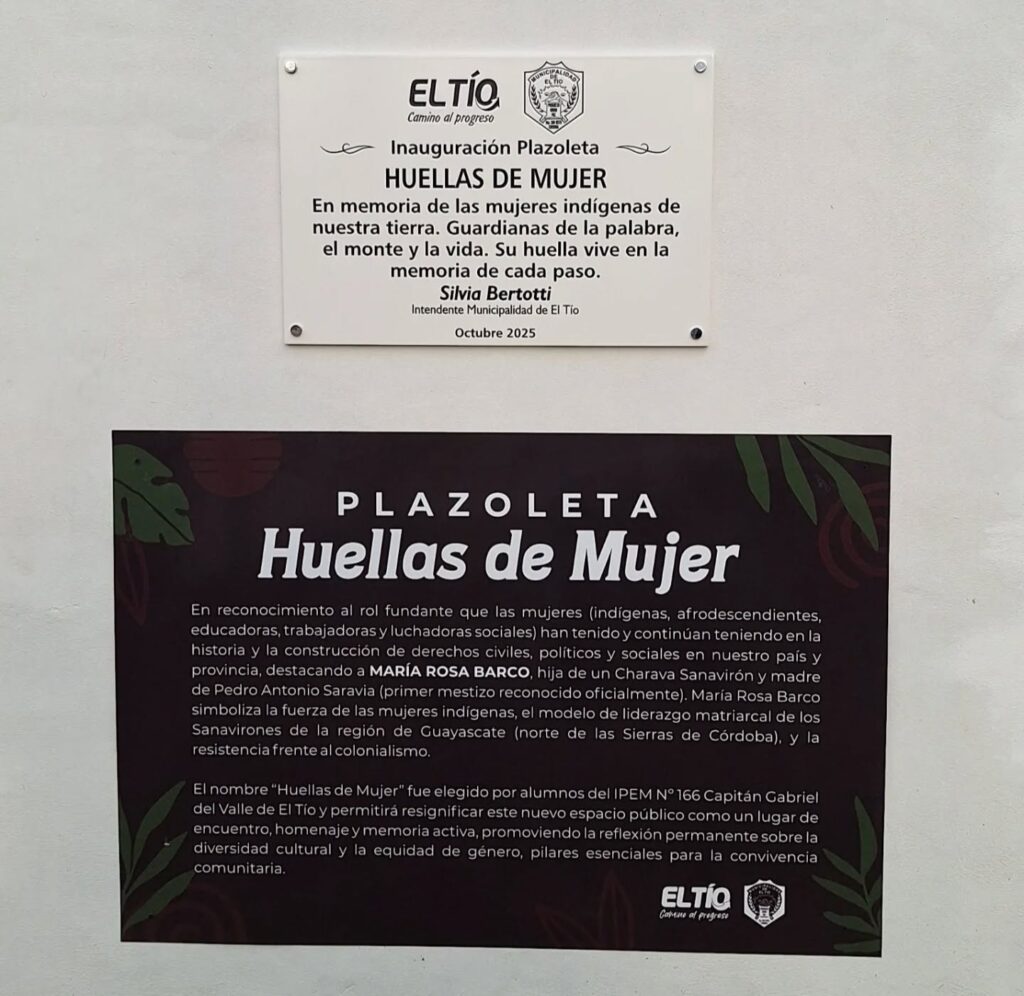 EL TÍO
Camino al progreso
MUNICIPALIDAD
DE
EL TÍO
Inauguración Plazoleta
HUELLAS DE MUJER
En memoria de las mujeres indígenas de
nuestra tierra. Guardianas de la palabra,
el monte y la vida. Su huella vive en la
memoria de cada paso.
Silvia Bertotti
Intendente Municipalidad de El Tío
Octubre 2025
PLAZOLETA
Huellas de Mujer
En reconocimiento al rol fundante que las mujeres (indígenas, afrodescendientes,
educadoras, trabajadoras y luchadoras sociales) han tenido y continúan teniendo en la
historia y la construcción de derechos civiles, políticos y sociales en nuestro país y
provincia, destacando a MARÍA ROSA BARCO, hija de un Charava Sanavirón y madre
de Pedro Antonio Saravia (primer mestizo reconocido oficialmente). María Rosa Barco
simboliza la fuerza de las mujeres indígenas, el modelo de liderazgo matriarcal de los
Sanavirones de la región de Guayascate (norte de las Sierras de Córdoba), y la
resistencia frente al colonialismo.
El nombre “Huellas de Mujer” fue elegido por alumnos del IPEM N° 166 Capitán Gabriel
del Valle de El Tío y permitirá resignificar este nuevo espacio público como un lugar de
encuentro, homenaje y memoria activa, promoviendo la reflexión permanente sobre la
diversidad cultural y la equidad de género, pilares esenciales para la convivencia
comunitaria.
EL TÍO
Camino al progreso